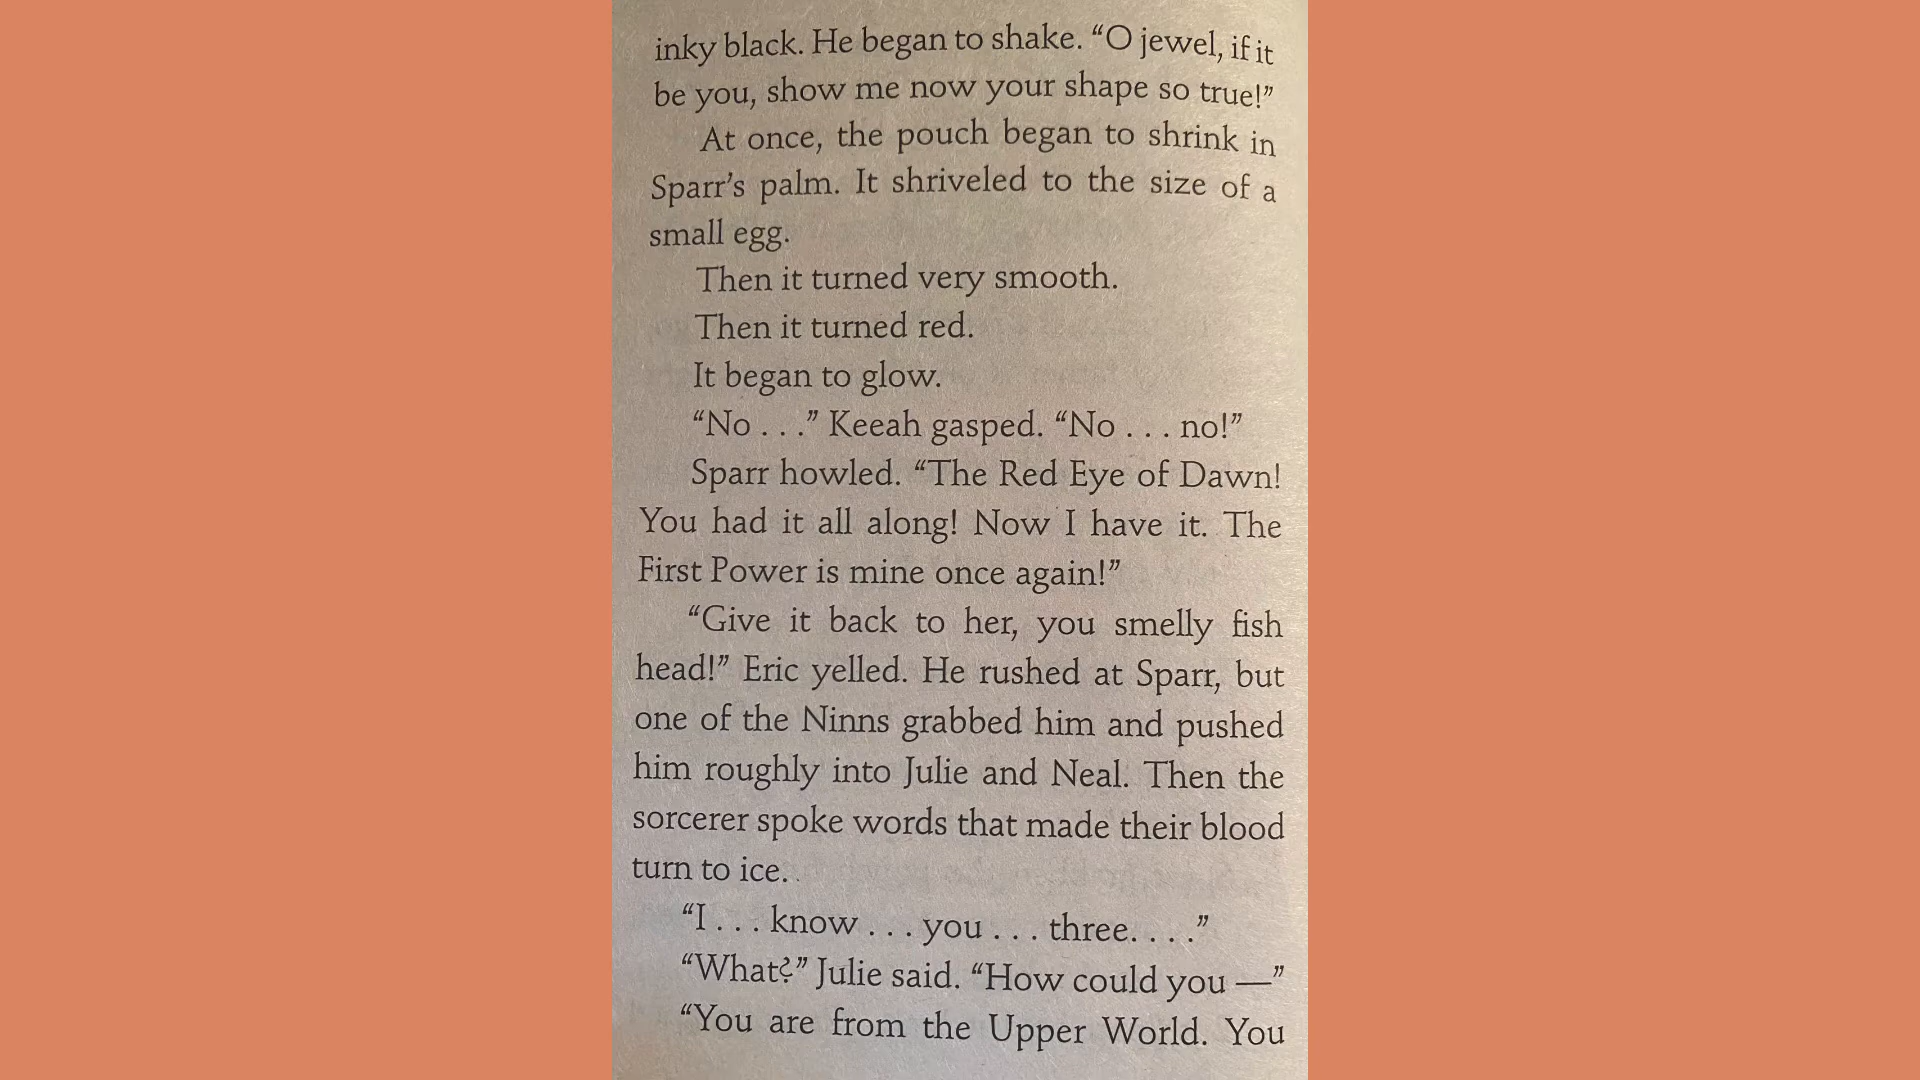 inky black. He began to shake. “O jewel, if it
be you, show me now your shape so true!”
At once, the pouch began to shrink in
Sparr’s palm. It shriveled to the size of a
small egg.
Then it turned very smooth.
Then it turned red.
It began to glow.
“No . . .” Keeah gasped. “No . . . no!”
Sparr howled. “The Red Eye of Dawn!
You had it all along! Now I have it. The
First Power is mine once again!”
“Give it back to her, you smelly fish
head!” Eric yelled. He rushed at Sparr, but
one of the Ninns grabbed him and pushed
him roughly into Julie and Neal. Then the
sorcerer spoke words that made their blood
turn to ice.
“I . . . know . . . you . . . three. . . .”
“What?” Julie said. “How could you —”
“You are from the Upper World. You